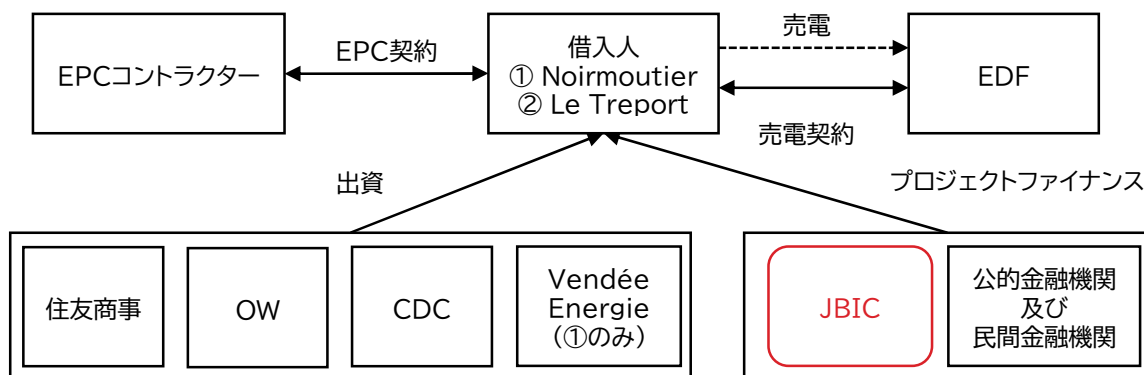 EPCコントラクター
EPC契約
借入人
① Noirmoutier
② Le Treport
売電
EDF
売電契約
出資
プロジェクトファイナンス
住友商事
OW
CDC
Vendée
Energie
(①のみ)
JBIC
公的金融機関
及び
民間金融機関